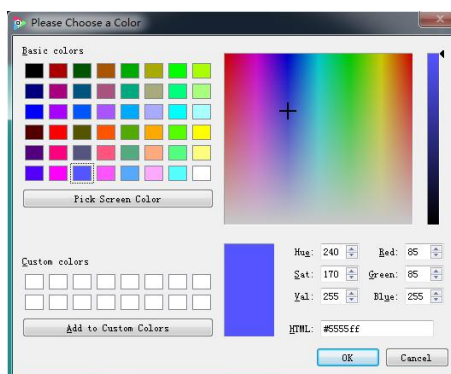 Please Choose a Color
Basic colors
Pick Screen Color
Custom colors
Add to Custom Colors
Hue: 240 Red: 85
Sat: 170 Green: 85
Val: 255 Blue: 255
HTML: #5555ff
OK Cancel